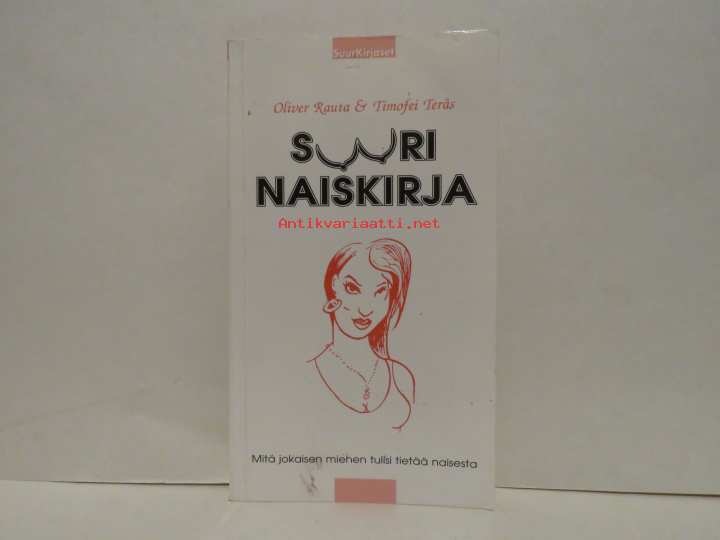 SuurKirjaset
Oliver Rauta & Timofei Teräs
SUURI
NAISKIRJA
Antikvariaatti.net
Mitä jokaisen miehen tulisi tietää naisesta